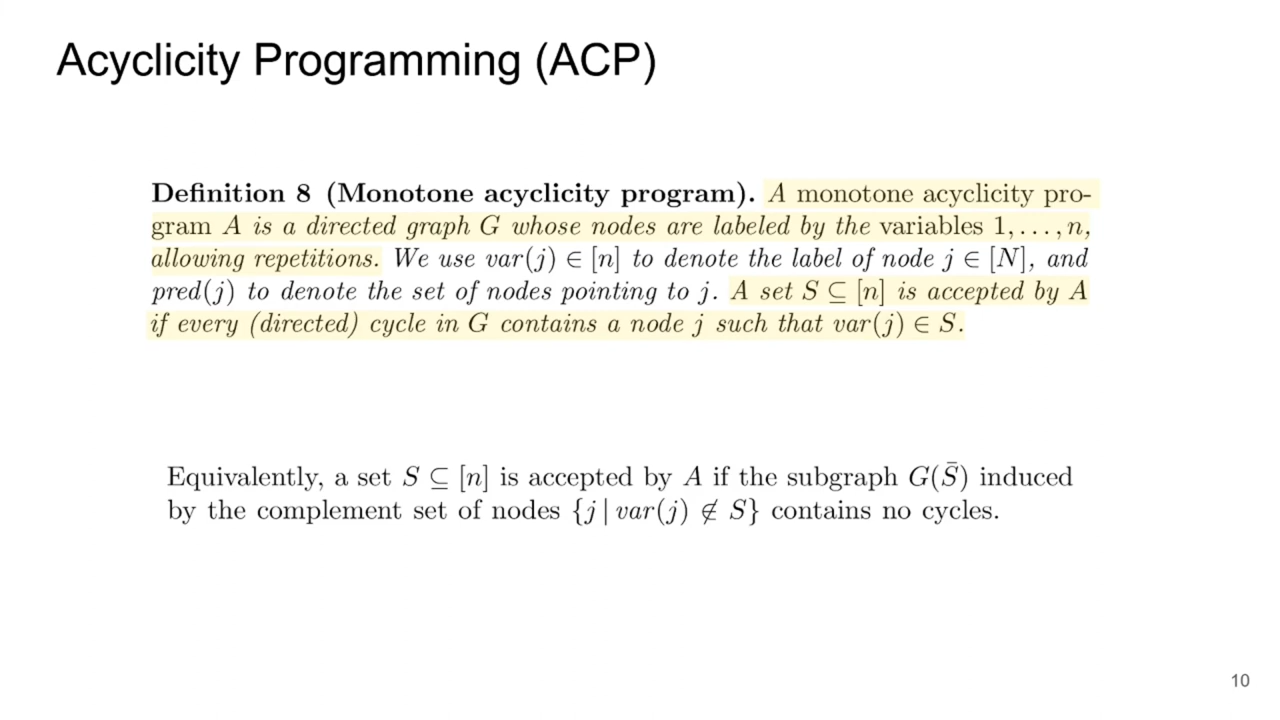 Acyclicity Programming (ACP)
Definition 8 (Monotone acyclicity program). A monotone acyclicity pro-
gram A is a directed graph G whose nodes are labeled by the variables 1, . . . , n,
allowing repetitions. We use var(j) ∈ [n] to denote the label of node j ∈ [N], and
pred(j) to denote the set of nodes pointing to j. A set S ⊆ [n] is accepted by A
if every (directed) cycle in G contains a node j such that var(j) ∈ S.
Equivalently, a set S ⊆ [n] is accepted by A if the subgraph G(S̄) induced
by the complement set of nodes {j | var(j) ∉ S} contains no cycles.
10